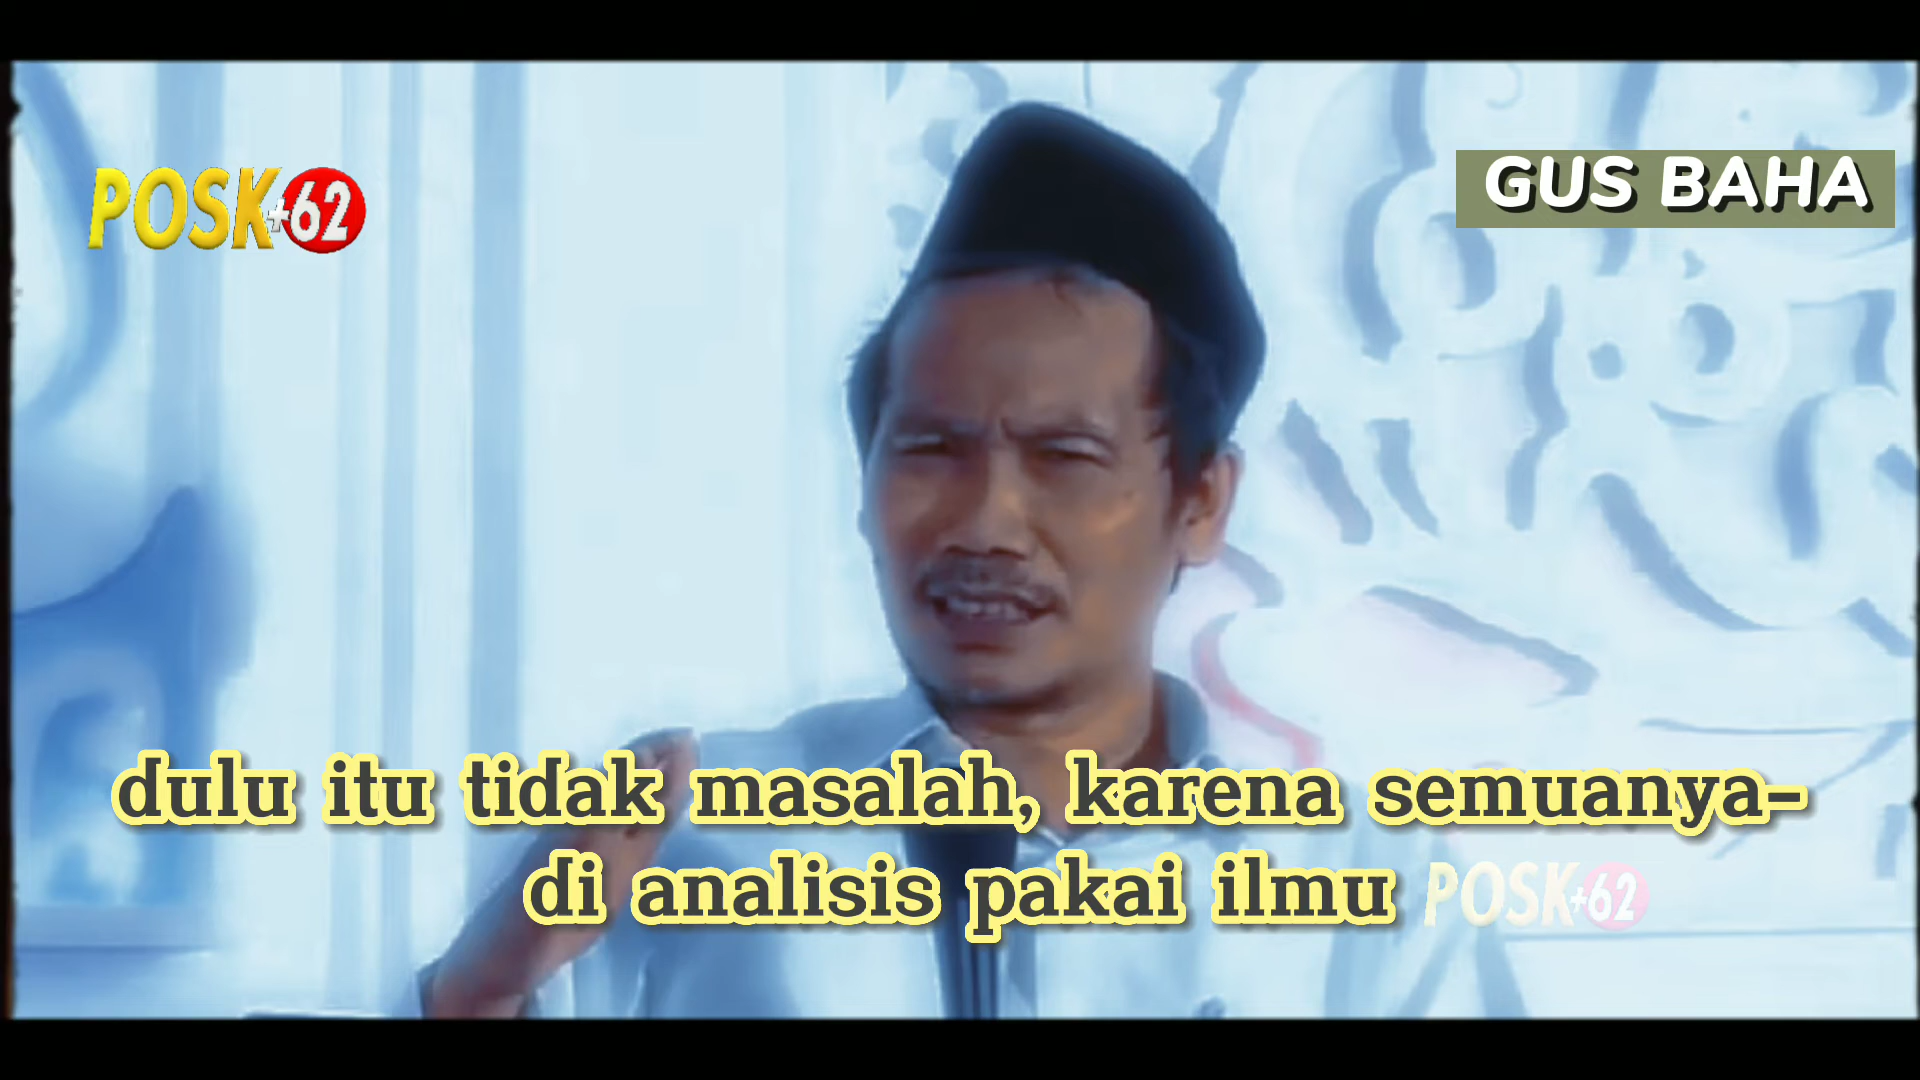 POSK+62
GUS BAHA
dulu itu tidak masalah, karena semuanya-
di analisis pakai ilmu
POSK+62